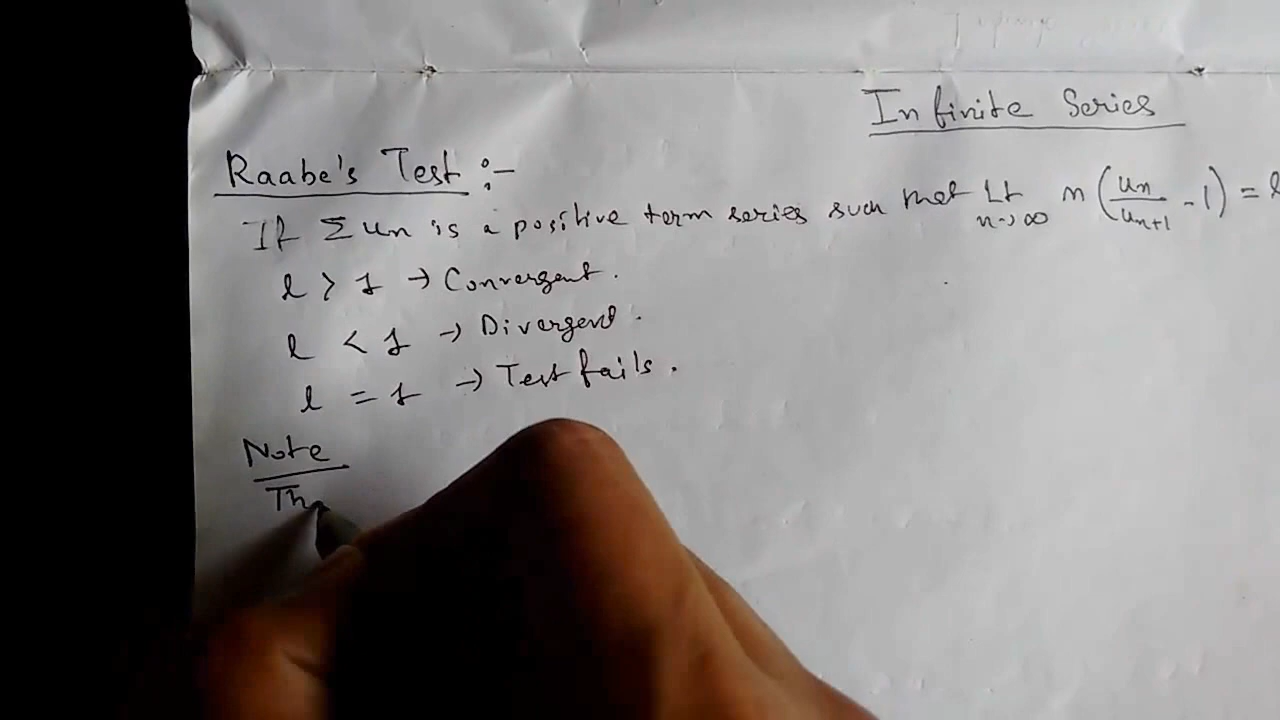 Infinite Series
Raabe's Test :-
If Σ un is a positive term series such that Lt n→∞ n(un/un+1 - 1) = l
l > 1 → Convergent.
l < 1 → Divergent.
l = 1 → Test fails.
Note
Th